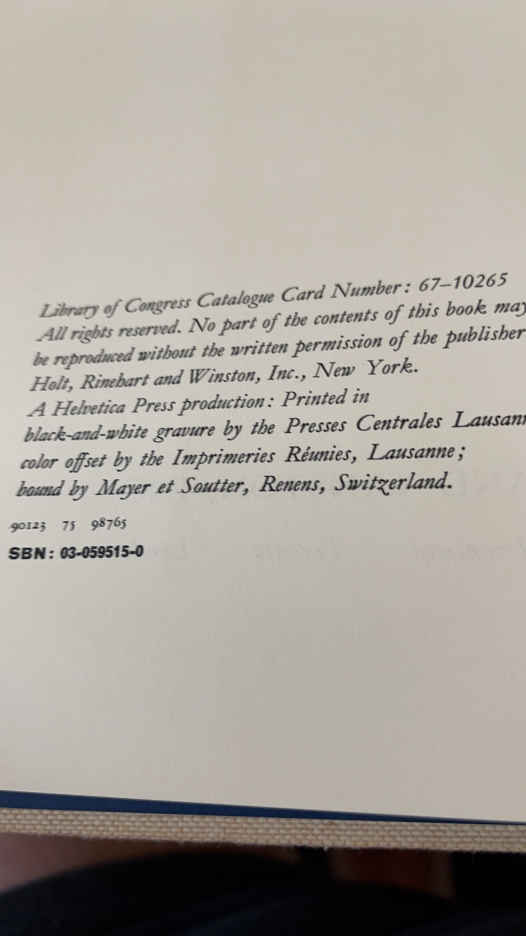 Library of Congress Catalogue Card Number: 67–10265
All rights reserved. No part of the contents of this book may
be reproduced without the written permission of the publisher
Holt, Rinehart and Winston, Inc., New York.
A Helvetica Press production: Printed in
black-and-white gravure by the Presses Centrales Lausann
color offset by the Imprimeries Réunies, Lausanne;
bound by Mayer et Soutter, Renens, Switzerland.
90123 75 98765
SBN: 03-059515-0